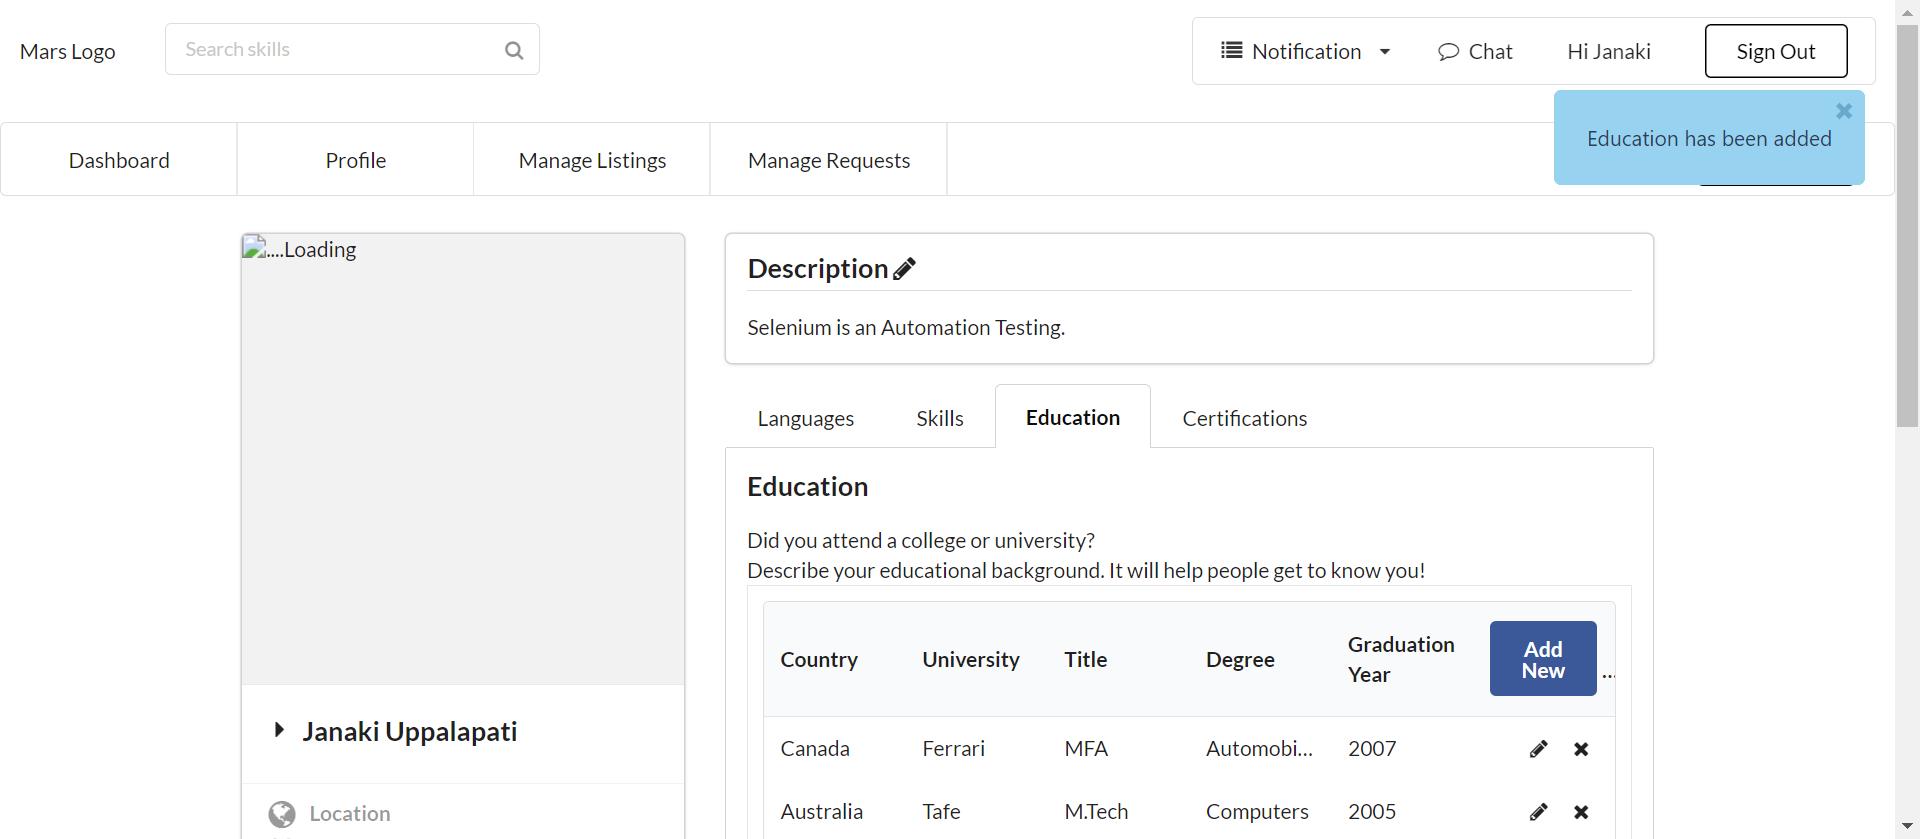 Mars Logo
Search skills
Notification
Chat
Hi Janaki
Sign Out
Education has been added
Dashboard
Profile
Manage Listings
Manage Requests
....Loading
Description
Selenium is an Automation Testing.
Languages
Skills
Education
Certifications
Education
Did you attend a college or university?
Describe your educational background. It will help people get to know you!
Country University Title Degree Graduation Year Add New ...
Canada Ferrari MFA Automobi... 2007
Australia Tafe M.Tech Computers 2005
Janaki Uppalapati
Location